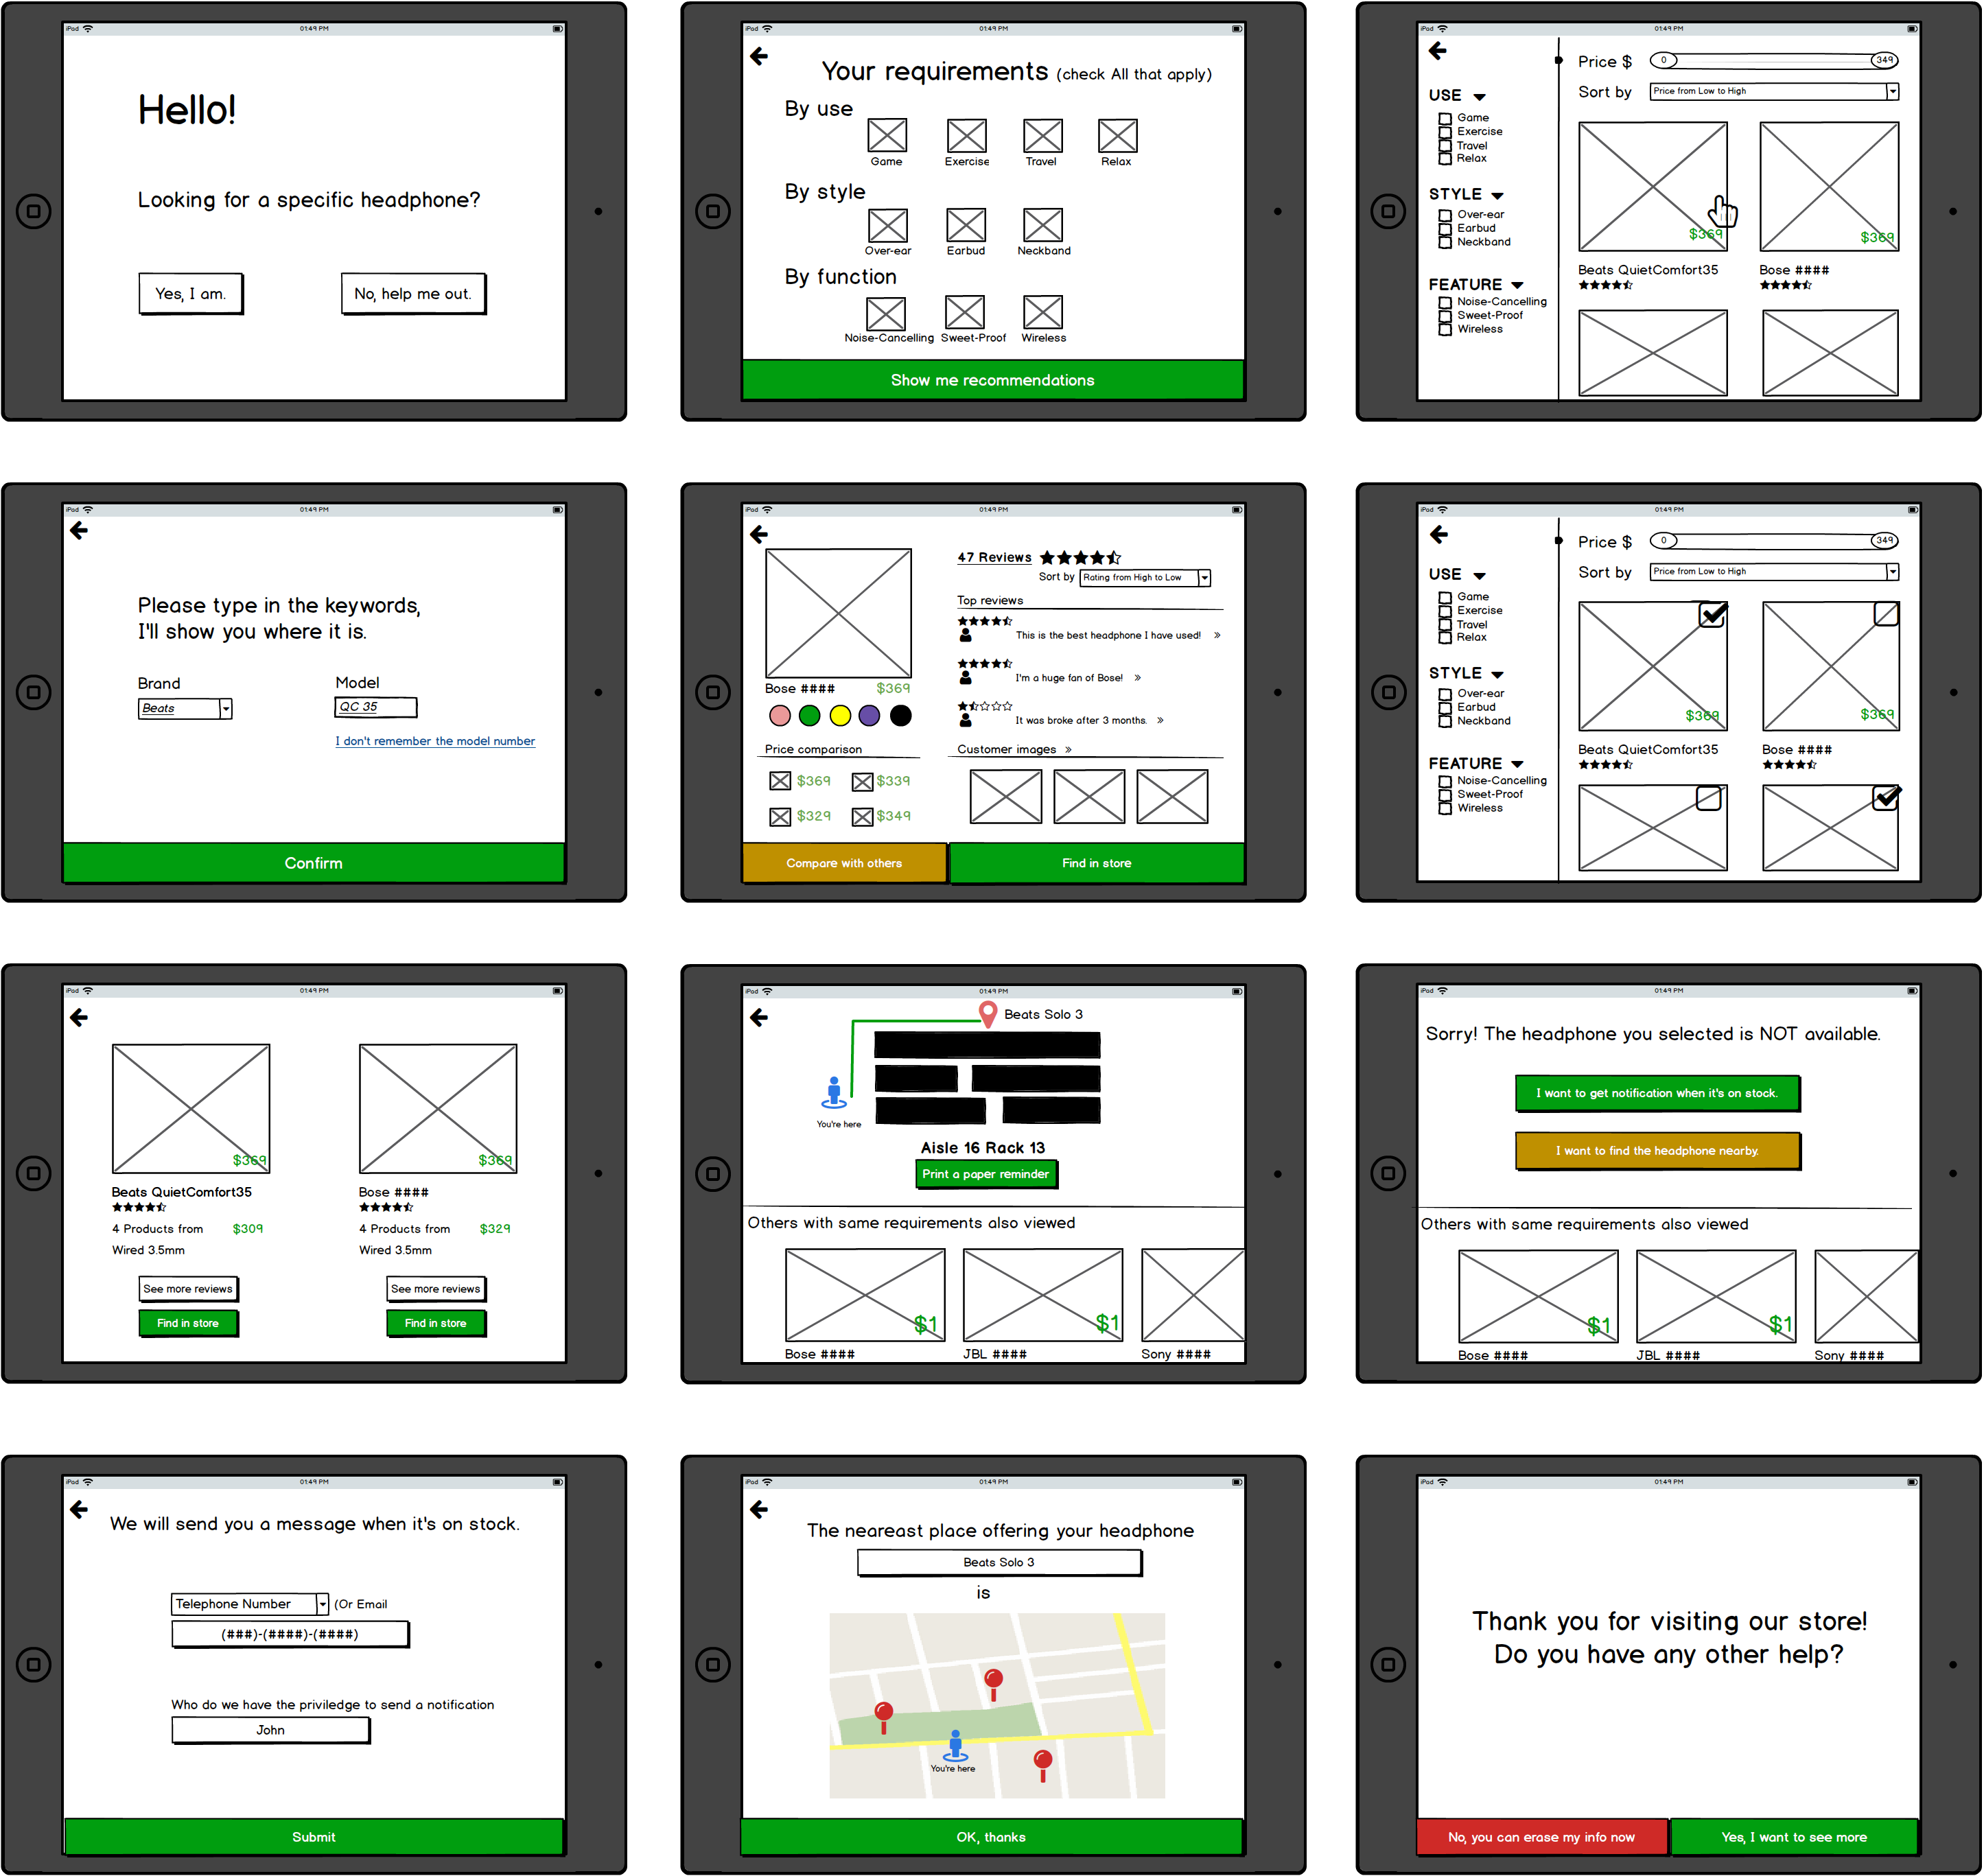 iPod
01:49 PM
Hello!
Looking for a specific headphone?
Yes, I am.
No, help me out.
iPod
01:49 PM
Your requirements (check All that apply)
By use
Game Exercise Travel Relax
By style
Over-ear Earbud Neckband
By function
Noise-Cancelling Sweet-Proof Wireless
Show me recommendations
iPod
01:49 PM
USE
Game
Exercise
Travel
Relax
STYLE
Over-ear
Earbud
Neckband
FEATURE
Noise-Cancelling
Sweet-Proof
Wireless
Price $ 0 349
Sort by Price from Low to High
$369 $369
Beats QuietComfort35 Bose ####
iPod
01:49 PM
Please type in the keywords,
I'll show you where it is.
Brand Model
Beats QC 35
I don't remember the model number
Confirm
iPod
01:49 PM
Bose #### $369
Price comparison
$369 $339
$329 $349
47 Reviews
Sort by Rating from High to Low
Top reviews
This is the best headphone I have used! »
I'm a huge fan of Bose! »
It was broke after 3 months. »
Customer images »
Compare with others
Find in store
iPod
01:49 PM
USE
Game
Exercise
Travel
Relax
STYLE
Over-ear
Earbud
Neckband
FEATURE
Noise-Cancelling
Sweet-Proof
Wireless
Price $ 0 349
Sort by Price from Low to High
$369 $369
Beats QuietComfort35 Bose ####
iPod
01:49 PM
$369 $369
Beats QuietComfort35 Bose ####
4 Products from $309 4 Products from $329
Wired 3.5mm Wired 3.5mm
See more reviews See more reviews
Find in store Find in store
iPod
01:49 PM
Beats Solo 3
You're here
Aisle 16 Rack 13
Print a paper reminder
Others with same requirements also viewed
$1 $1
Bose #### JBL #### Sony ####
iPod
01:49 PM
Sorry! The headphone you selected is NOT available.
I want to get notification when it's on stock.
I want to find the headphone nearby.
Others with same requirements also viewed
$1 $1
Bose #### JBL #### Sony ####
iPod
01:49 PM
We will send you a message when it's on stock.
Telephone Number (Or Email
(###)-(####)-(####)
Who do we have the priviledge to send a notification
John
Submit
iPod
01:49 PM
The neareast place offering your headphone
Beats Solo 3
is
You're here
OK, thanks
iPod
01:49 PM
Thank you for visiting our store!
Do you have any other help?
No, you can erase my info now
Yes, I want to see more